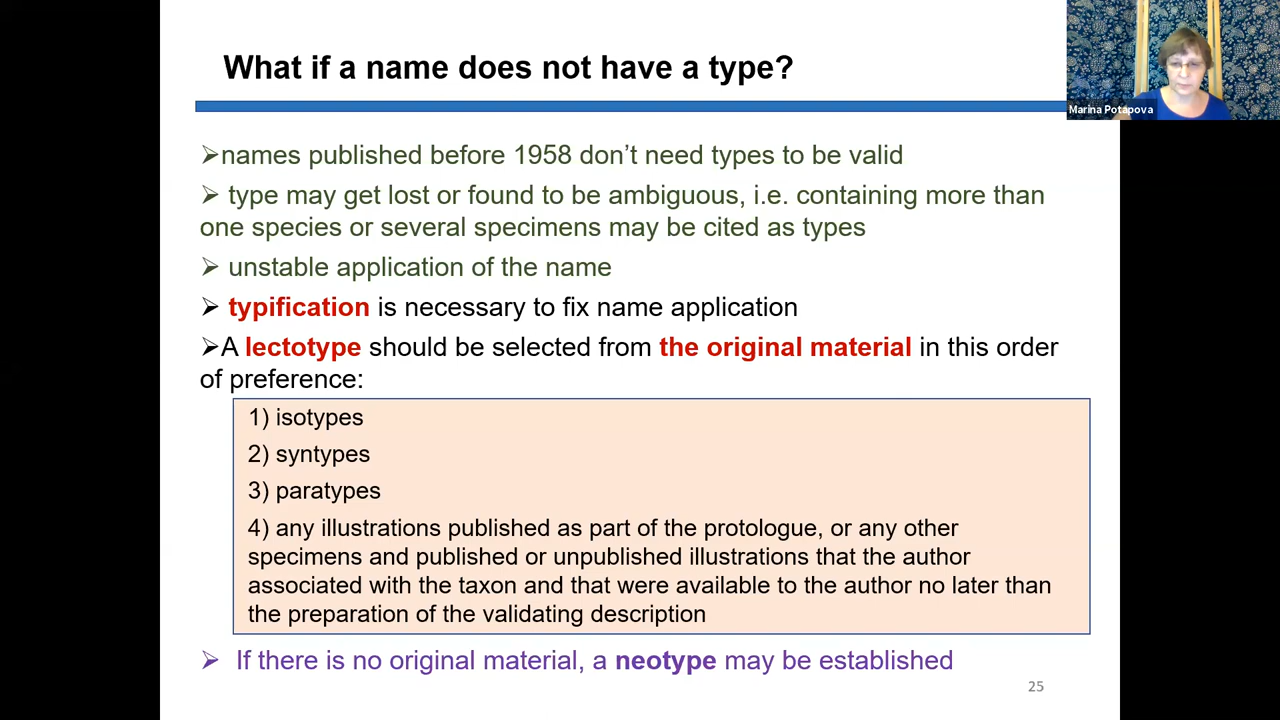 What if a name does not have a type?
Marina Potapova
➢names published before 1958 don’t need types to be valid
➢ type may get lost or found to be ambiguous, i.e. containing more than
one species or several specimens may be cited as types
➢ unstable application of the name
➢ typification is necessary to fix name application
➢A lectotype should be selected from the original material in this order
of preference:
1) isotypes
2) syntypes
3) paratypes
4) any illustrations published as part of the protologue, or any other
specimens and published or unpublished illustrations that the author
associated with the taxon and that were available to the author no later than
the preparation of the validating description
➢ If there is no original material, a neotype may be established
25